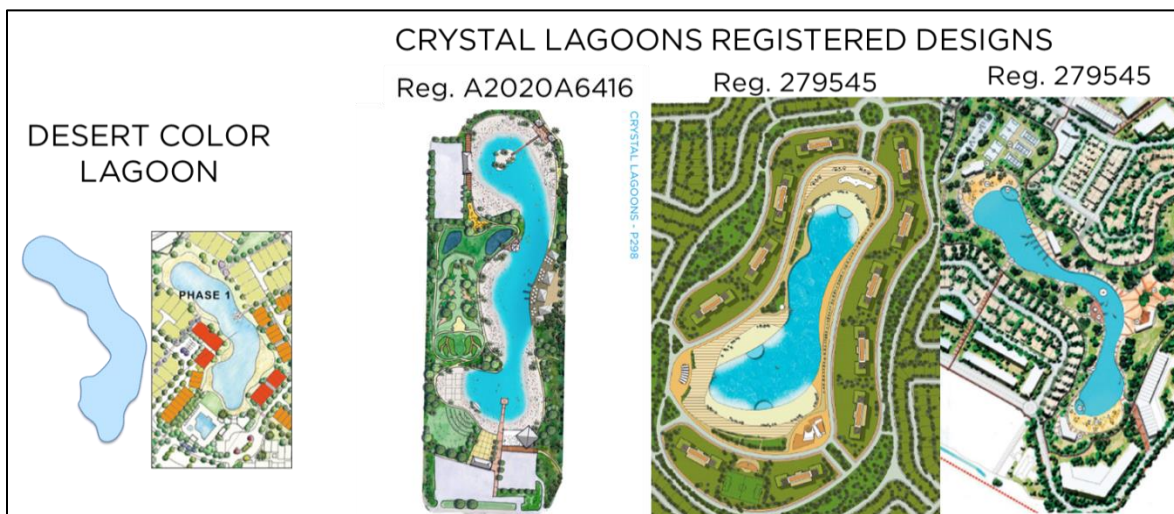 CRYSTAL LAGOONS REGISTERED DESIGNS
Reg. A2020A6416
Reg. 279545
Reg. 279545
DESERT COLOR
LAGOON
PHASE 1
CRYSTAL LAGOONS - P298